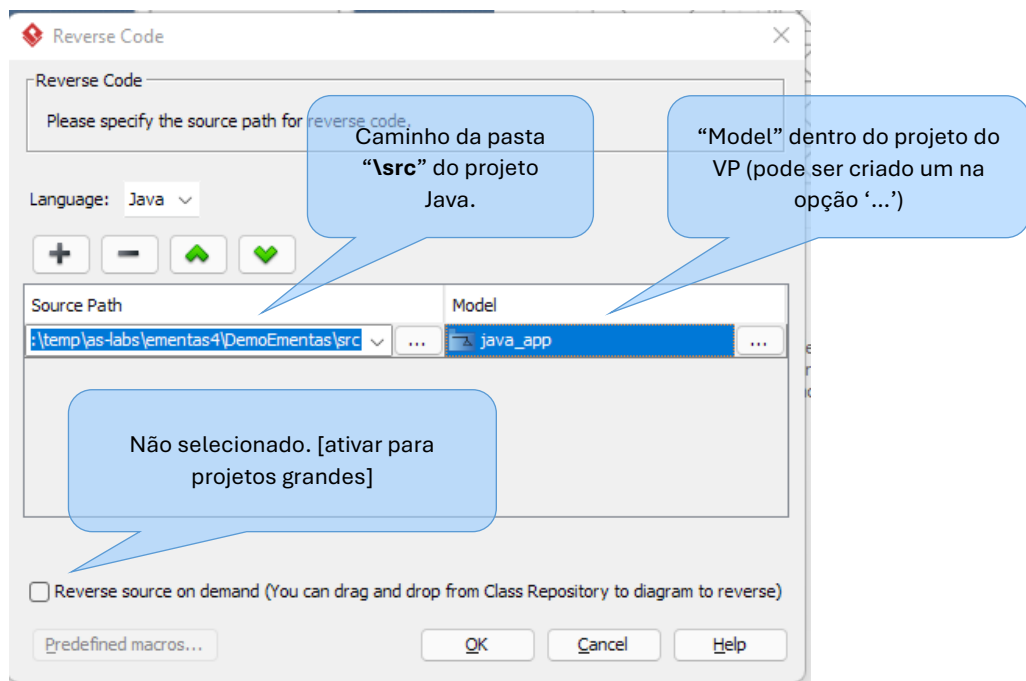 Reverse Code
Reverse Code
Please specify the source path for reverse code.
Caminho da pasta
“\src” do projeto
Java.
“Model” dentro do projeto do
VP (pode ser criado um na
opção ‘...’)
Language: Java
Source Path Model
:\temp\as-labs\ementas4\DemoEmentas\src ... java_app ...
Não selecionado. [ativar para
projetos grandes]
Reverse source on demand (You can drag and drop from Class Repository to diagram to reverse)
Predefined macros... OK Cancel Help